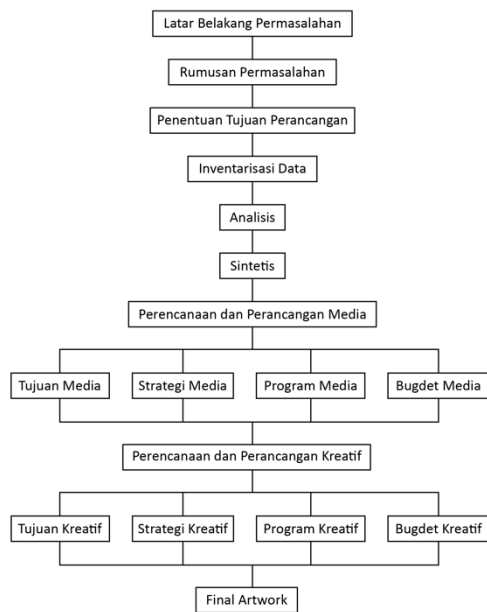 Latar Belakang Permasalahan
Rumusan Permasalahan
Penentuan Tujuan Perancangan
Inventarisasi Data
Analisis
Sintetis
Perencanaan dan Perancangan Media
Tujuan Media
Strategi Media
Program Media
Bugdet Media
Perencanaan dan Perancangan Kreatif
Tujuan Kreatif
Strategi Kreatif
Program Kreatif
Bugdet Kreatif
Final Artwork